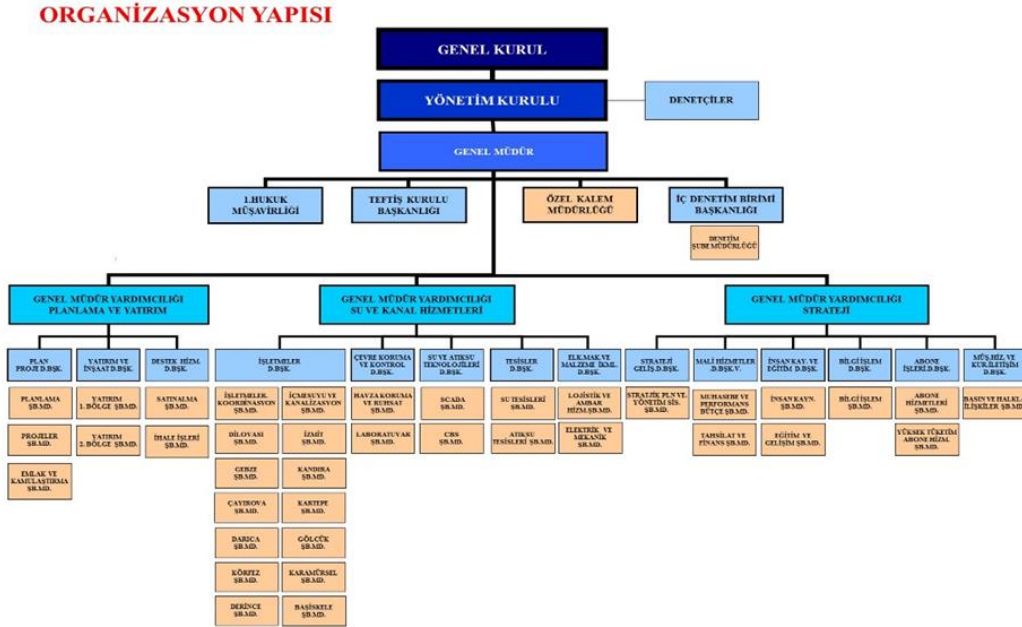 ORGANİZASYON YAPISI
GENEL KURUL
YÖNETİM KURULU
DENETÇİLER
GENEL MÜDÜR
1.HUKUK
MÜŞAVİRLİĞİ
TEFTİŞ KURULU
BAŞKANLIĞI
ÖZEL KALEM
MÜDÜRLÜĞÜ
İÇ DENETİM BİRİMİ
BAŞKANLIĞI
DENETİM
ŞUBE MÜDÜRLÜĞÜ
GENEL MÜDÜR YARDIMCILIĞI
PLANLAMA VE YATIRIM
GENEL MÜDÜR YARDIMCILIĞI
SU VE KANAL HİZMETLERİ
GENEL MÜDÜR YARDIMCILIĞI
STRATEJİ
PLAN
PROJE D.BŞK.
YATIRIM VE
İNŞAAT D.BŞK.
DESTEK HİZM.
D.BŞK.
İŞLETMELER
D.BŞK.
ÇEVRE KORUMA
VE KONTROL
D.BŞK.
SU VE ATIKSU
TEKNOLOJİLERİ
D.BŞK.
TESİSLER
D.BŞK.
ELK.MAK.VE
MALZEME İKML.
D.BŞK.
STRATEJİ
GELİŞ.D.BŞK.
MALİ HİZMETLER
.D.BŞK.V.
İNSAN KAY. VE
EĞİTİM D.BŞK.
BİLGİ İŞLEM
D.BŞK.
ABONE
İŞLERİ.D.BŞK.
MÜŞ.HİZ. VE
KUR.İLETİŞİM
D.BŞK.
PLANLAMA
ŞB.MD.
PROJELER
ŞB.MD.
EMLAK VE
KAMULAŞTIRMA
ŞB.MD.
YATIRIM
1. BÖLGE ŞB.MD.
YATIRIM
2. BÖLGE ŞB.MD.
SATINALMA
ŞB.MD.
İHALE İŞLERİ
ŞB.MD.
İŞLETMELER.
KOORDİNASYON
ŞB.MD.
İÇMESUYU VE
KANALİZASYON
ŞB.MD.
DİLOVASI
ŞB.MD.
İZMİT
ŞB.MD.
GEBZE
ŞB.MD.
KANDIRA
ŞB.MD.
ÇAYIROVA
ŞB.MD.
KARTEPE
ŞB.MD.
DARICA
ŞB.MD.
GÖLCÜK
ŞB.MD.
KÖRFEZ
ŞB.MD.
KARAMÜRSEL
ŞB.MD.
DERİNCE
ŞB.MD.
BAŞİSKELE
ŞB.MD.
HAVZA KORUMA
VE RUHSAT
ŞB.MD.
LABORATUVAR
ŞB.MD.
SCADA
ŞB.MD.
CBS
ŞB.MD.
SU TESİSLERİ
ŞB.MD.
ATIKSU
TESİSLERİ ŞB.MD.
LOJİSTİK VE
AMBAR
HİZM.ŞB.MD.
ELEKTRİK VE
MEKANİK
ŞB.MD.
STRATJİK PLN VE.
YÖNETİM SİS.
ŞB.MD.
MUHASEBE VE
PERFORMANS
BÜTÇE ŞB.MD.
TAHSİLAT VE
FİNANS ŞB.MD.
İNSAN KAYN.
ŞB.MD.
EĞİTİM VE
GELİŞİM ŞB.MD.
BİLGİ İŞLEM
ŞB.MD.
ABONE
HİZMETLERİ
ŞB.MD.
YÜKSEK TÜKETİM
ABONE HİZM.
ŞB.MD.
BASIN VE HALKLA
İLİŞKİLER ŞB.MD.